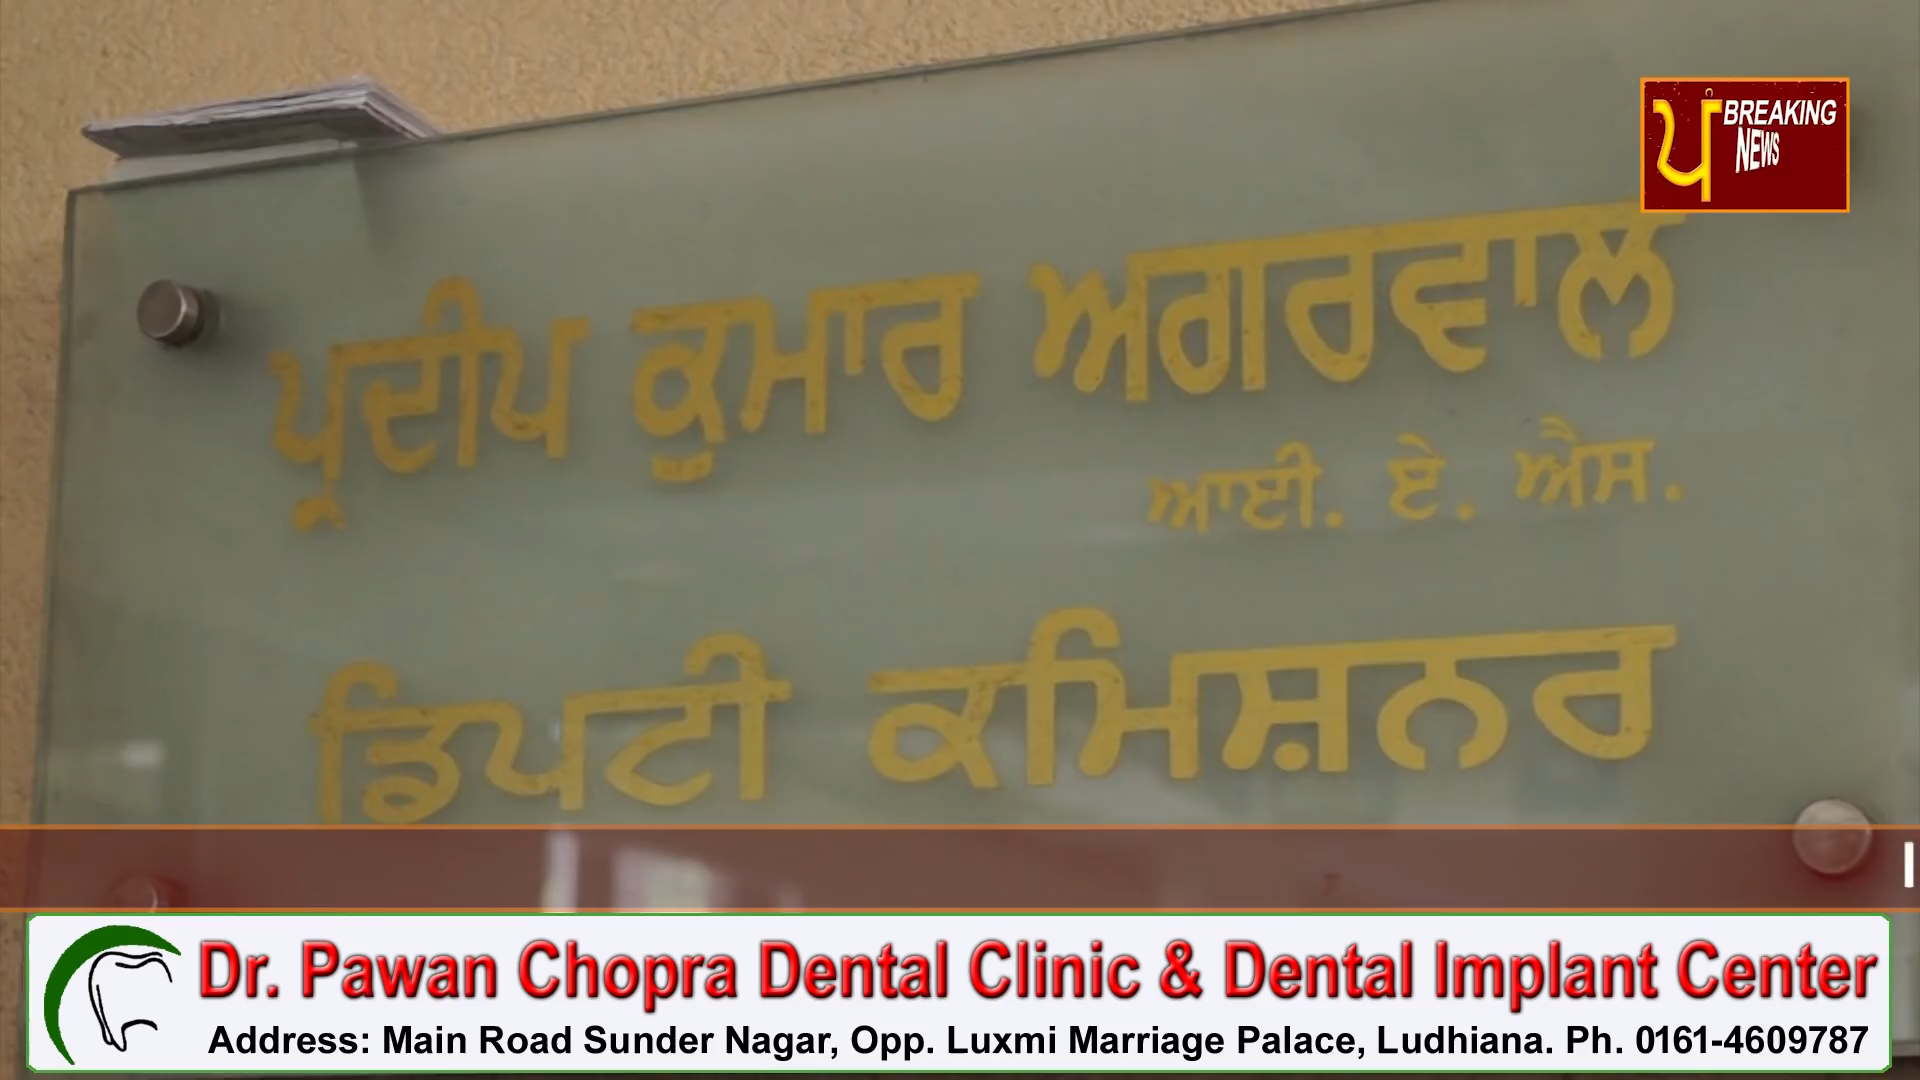 ਪੰ BREAKING
NEWS
ਪ੍ਰਦੀਪ ਕੁਮਾਰ ਅਗਰਵਾਲ
ਆਈ. ਏ. ਐਸ.
ਡਿਪਟੀ ਕਮਿਸ਼ਨਰ
Dr. Pawan Chopra Dental Clinic & Dental Implant Center
Address: Main Road Sunder Nagar, Opp. Luxmi Marriage Palace, Ludhiana. Ph. 0161-4609787